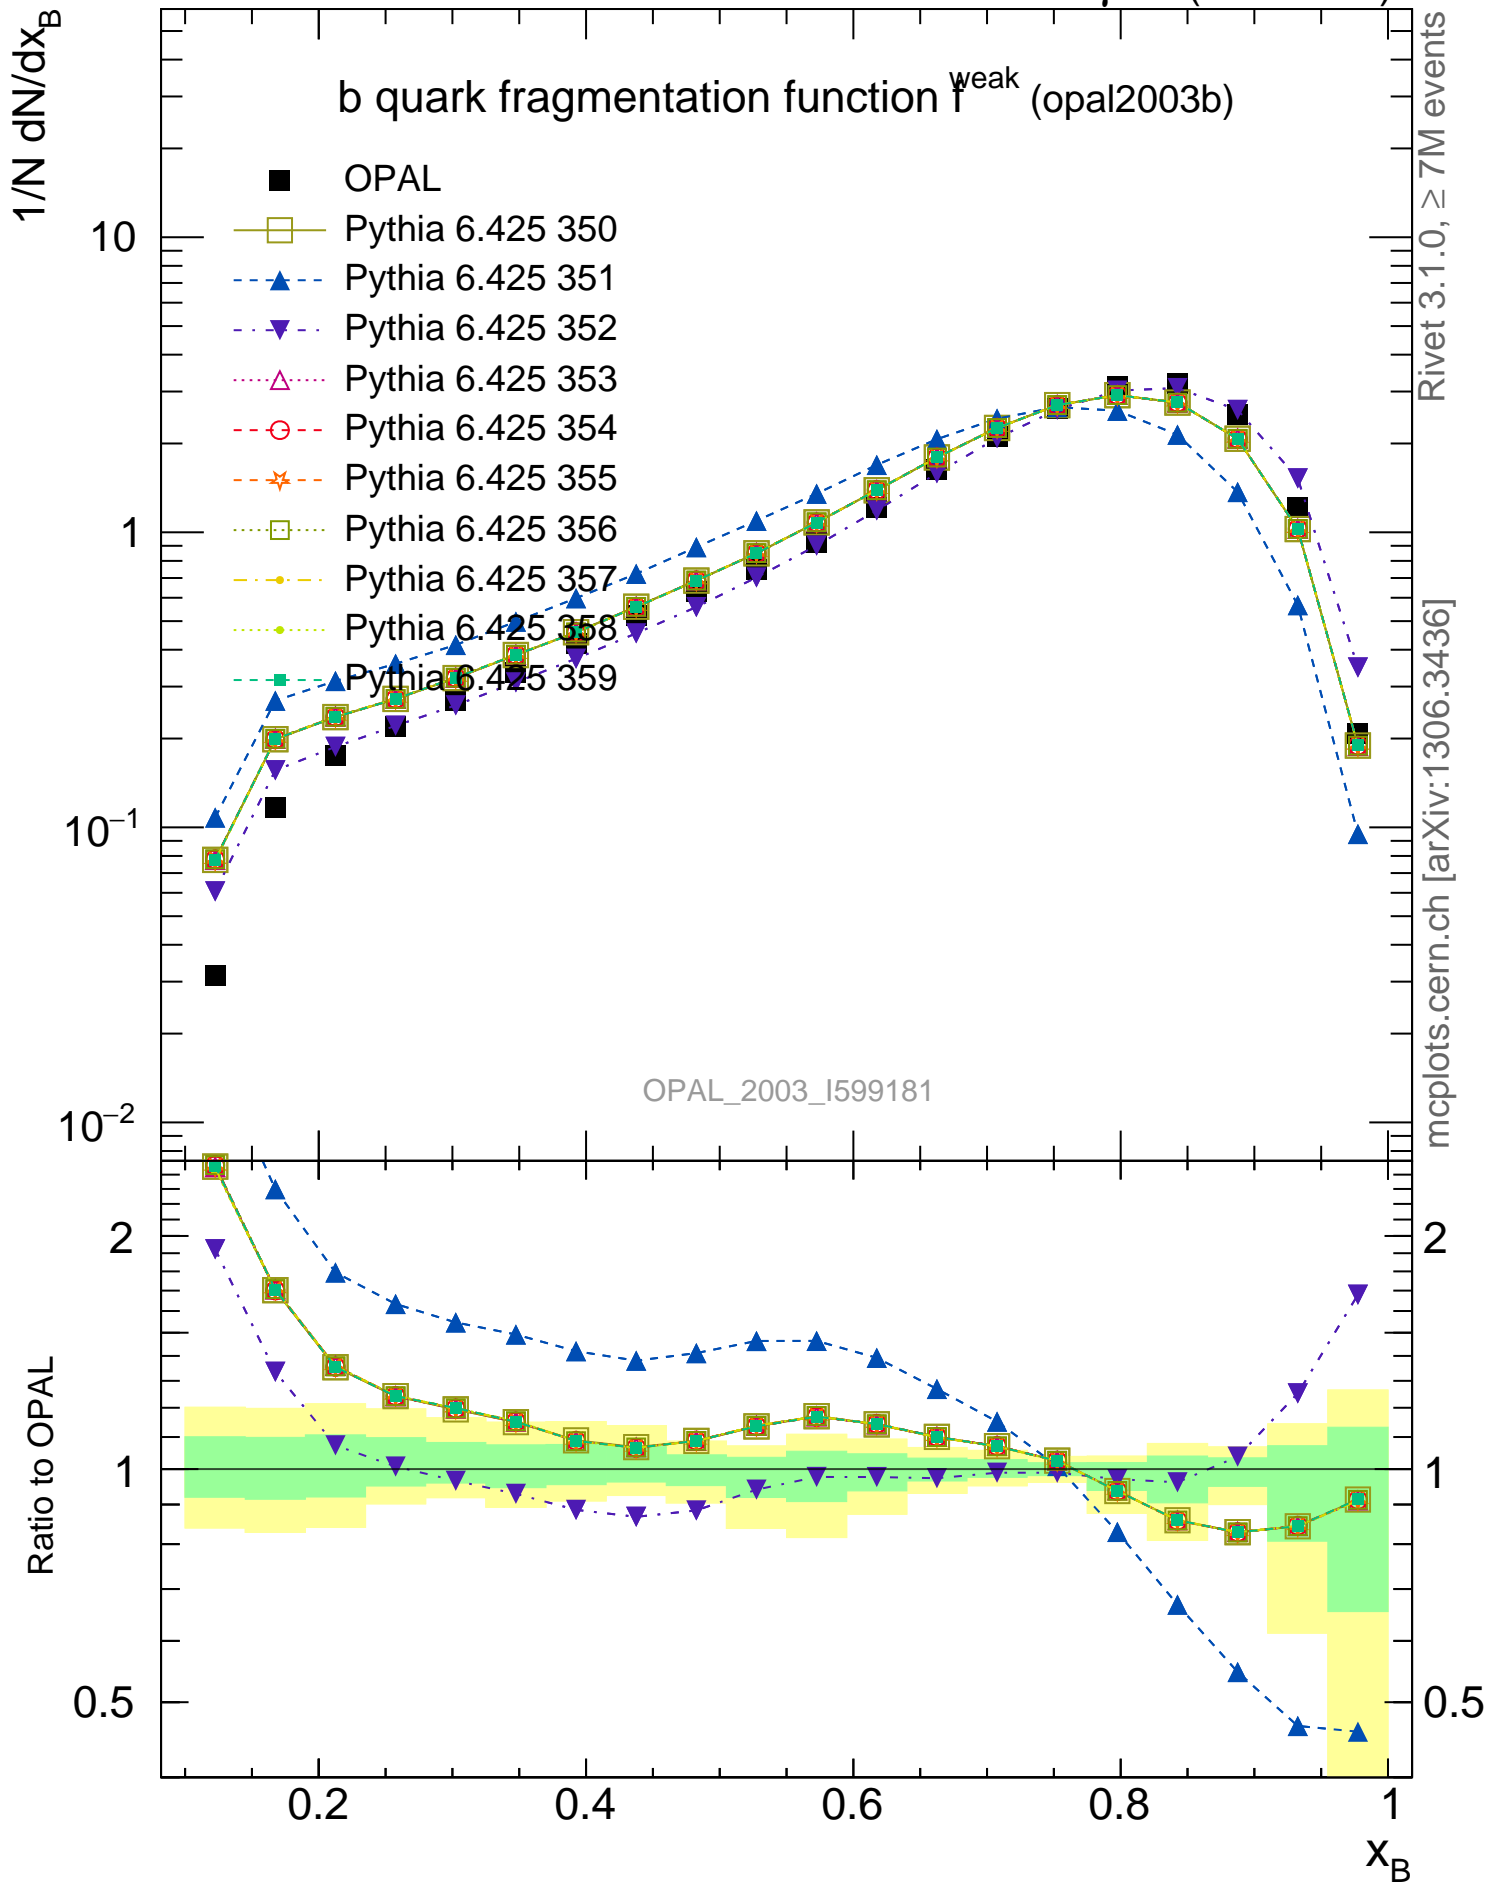 b quark fragmentation function f^weak (opal2003b)
1/N dN/dx_B
OPAL
Pythia 6.425 350
Pythia 6.425 351
Pythia 6.425 352
Pythia 6.425 353
Pythia 6.425 354
Pythia 6.425 355
Pythia 6.425 356
Pythia 6.425 357
Pythia 6.425 358
Pythia 6.425 359
10
1
10^−1
10^−2
OPAL_2003_I599181
Rivet 3.1.0, ≥ 7M events
mcplots.cern.ch [arXiv:1306.3436]
Ratio to OPAL
2
1
0.5
2
1
0.5
0.2
0.4
0.6
0.8
1
x_B